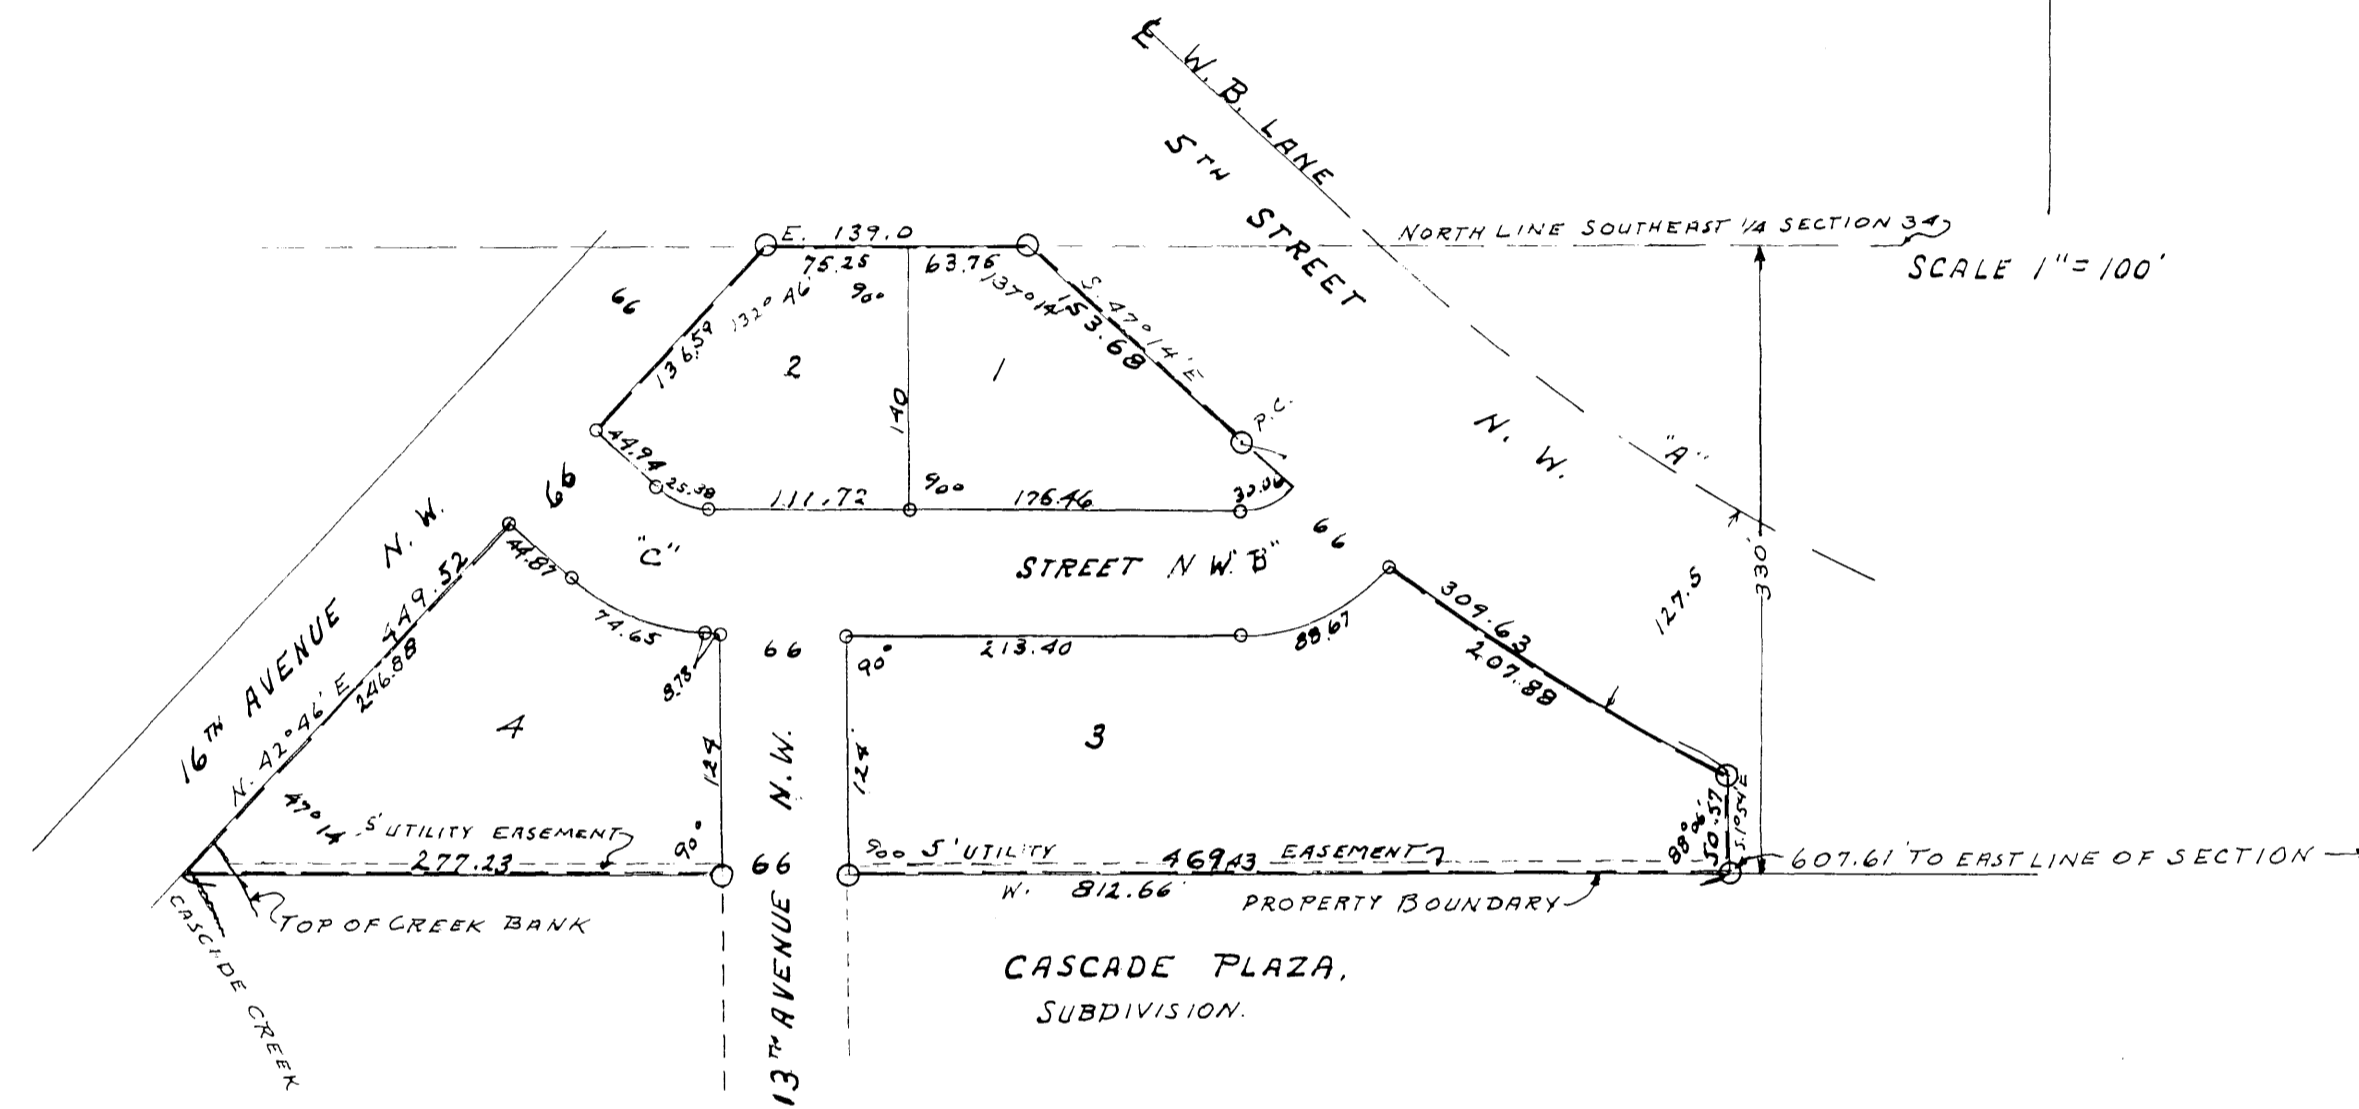 ℄ W. B. LANE
5TH STREET N. W.
"A"
NORTH LINE SOUTHEAST 1/4 SECTION 34
SCALE 1"=100'
E. 139.0
75.25
63.76
90°
132° 46'
137° 14'
S. 47° 14' E
153.68
P.C.
66
136.59
2
1
140
44.94
25.38
111.72
90°
176.46
66
66
"C"
STREET N W. "B"
16TH AVENUE N. W.
N. 42° 46' E
449.52
246.88
44.87
74.65
8.78
66
90°
213.40
88.67
309.63
207.88
127.5
330'
4
3
124
124
47° 14'
90°
5' UTILITY EASEMENT
277.23
66
90°
5' UTILITY EASEMENT
469.43
W. 812.66'
88° 06'
50.57
S. 1° 54' E
607.61' TO EAST LINE OF SECTION
PROPERTY BOUNDARY
TOP OF CREEK BANK
CASCADE CREEK
13TH AVENUE N.W.
CASCADE PLAZA,
SUBDIVISION.